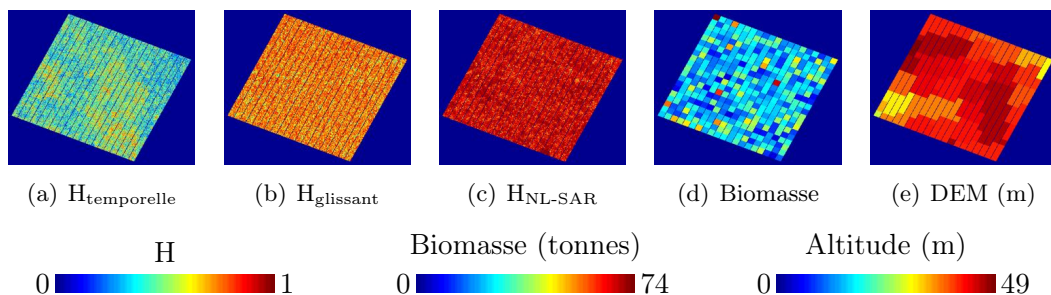 (a) H_temporelle (b) H_glissant (c) H_NL-SAR (d) Biomasse (e) DEM (m)
H Biomasse (tonnes) Altitude (m)
0 1 0 74 0 49